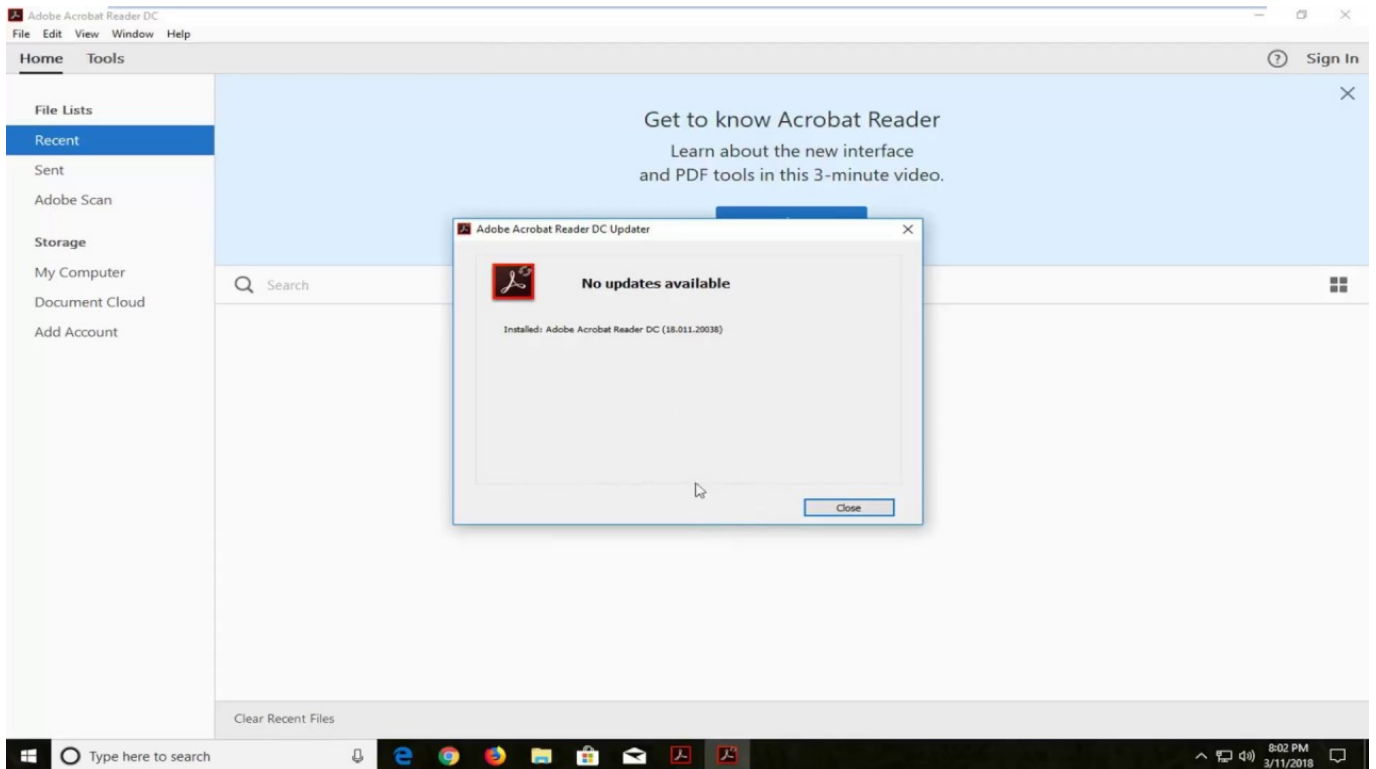 Adobe Acrobat Reader DC
File Edit View Window Help
Home Tools
Sign In
File Lists
Recent
Sent
Adobe Scan
Storage
My Computer
Document Cloud
Add Account
Get to know Acrobat Reader
Learn about the new interface
and PDF tools in this 3-minute video.
Search
Adobe Acrobat Reader DC Updater
No updates available
Installed: Adobe Acrobat Reader DC (18.011.20038)
Close
Clear Recent Files
Type here to search
8:02 PM
3/11/2018